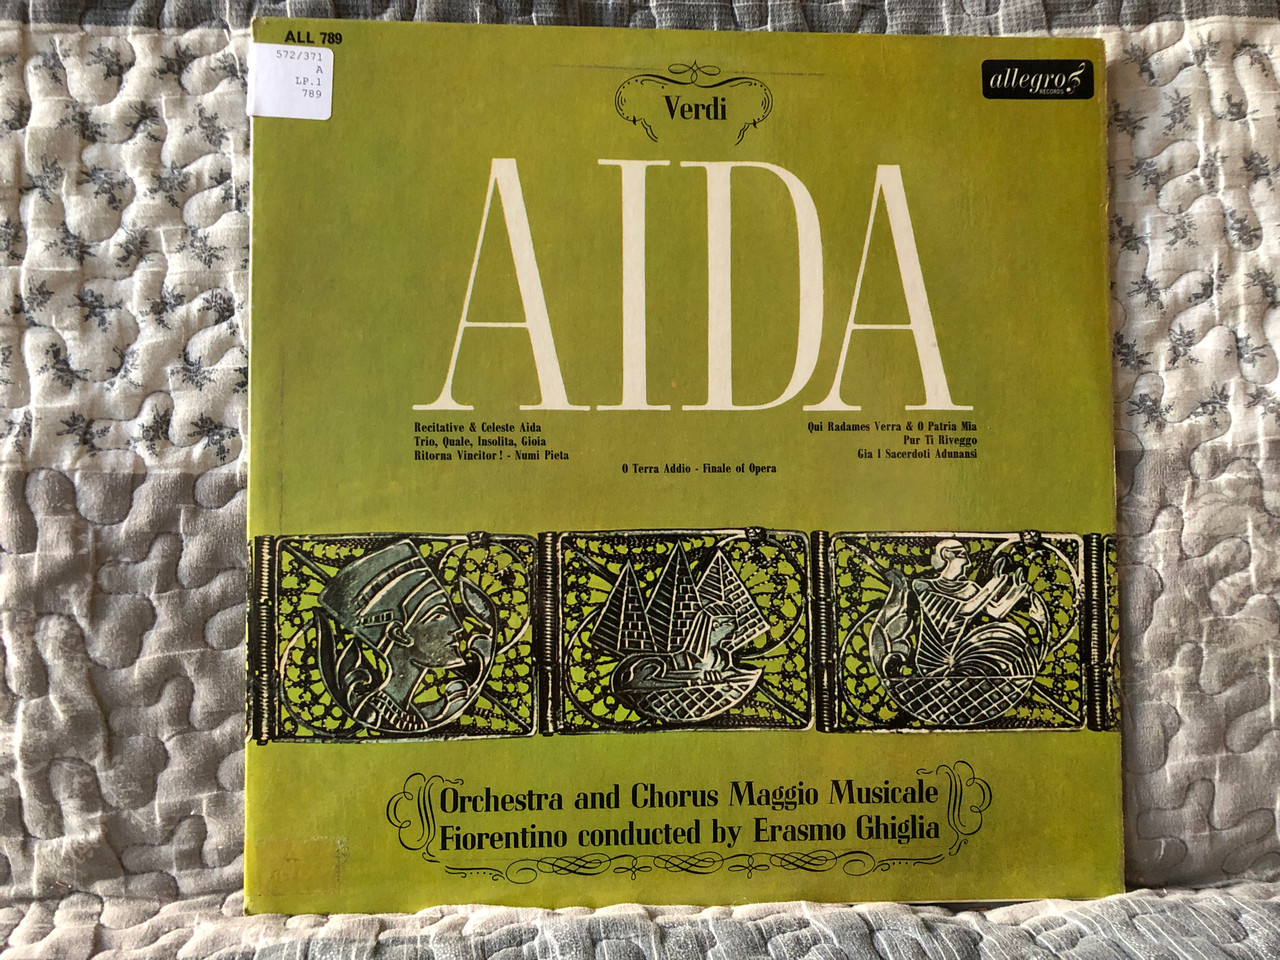 ALL 789
572/371
A
LP.1
789
allegro
RECORDS
Verdi
AIDA
Recitative & Celeste Aida
Trio, Quale, Insolita, Gioia
Ritorna Vincitor! - Numi Pieta
Qui Radames Verra & O Patria Mia
Pur Ti Riveggo
Gia I Sacerdoti Adunansi
O Terra Addio - Finale of Opera
Orchestra and Chorus Maggio Musicale
Fiorentino conducted by Erasmo Ghiglia